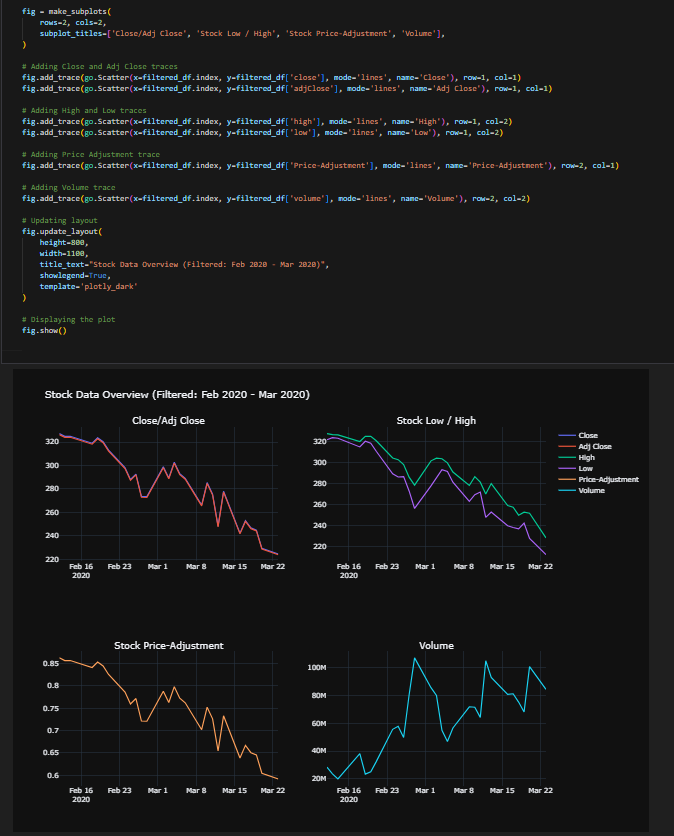 fig = make_subplots(
    rows=2, cols=2,
    subplot_titles=['Close/Adj Close', 'Stock Low / High', 'Stock Price-Adjustment', 'Volume'],
)
# Adding Close and Adj Close traces
fig.add_trace(go.Scatter(x=filtered_df.index, y=filtered_df['close'], mode='lines', name='Close'), row=1, col=1)
fig.add_trace(go.Scatter(x=filtered_df.index, y=filtered_df['adjClose'], mode='lines', name='Adj Close'), row=1, col=1)
# Adding High and Low traces
fig.add_trace(go.Scatter(x=filtered_df.index, y=filtered_df['high'], mode='lines', name='High'), row=1, col=2)
fig.add_trace(go.Scatter(x=filtered_df.index, y=filtered_df['low'], mode='lines', name='Low'), row=1, col=2)
# Adding Price Adjustment trace
fig.add_trace(go.Scatter(x=filtered_df.index, y=filtered_df['Price-Adjustment'], mode='lines', name='Price-Adjustment'), row=2, col=1)
# Adding Volume trace
fig.add_trace(go.Scatter(x=filtered_df.index, y=filtered_df['volume'], mode='lines', name='Volume'), row=2, col=2)
# Updating layout
fig.update_layout(
    height=800,
    width=1100,
    title_text="Stock Data Overview (Filtered: Feb 2020 - Mar 2020)",
    showlegend=True,
    template='plotly_dark'
)
# Displaying the plot
fig.show()
Stock Data Overview (Filtered: Feb 2020 - Mar 2020)
Close/Adj Close
320
300
280
260
240
220
Feb 16 Feb 23 Mar 1 Mar 8 Mar 15 Mar 22
2020
Stock Low / High
320
300
280
260
240
220
Feb 16 Feb 23 Mar 1 Mar 8 Mar 15 Mar 22
2020
Close
Adj Close
High
Low
Price-Adjustment
Volume
Stock Price-Adjustment
0.85
0.8
0.75
0.7
0.65
0.6
Feb 16 Feb 23 Mar 1 Mar 8 Mar 15 Mar 22
2020
Volume
100M
80M
60M
40M
20M
Feb 16 Feb 23 Mar 1 Mar 8 Mar 15 Mar 22
2020